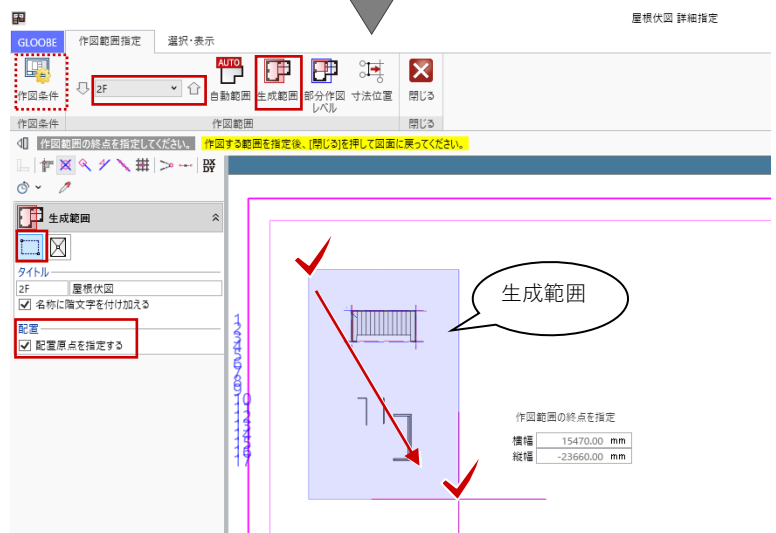 屋根伏図 詳細指定
GLOOBE 作図範囲指定 選択・表示
作図条件
2F
AUTO
自動範囲
生成範囲
部分作図
レベル
寸法位置
閉じる
作図条件 作図範囲 閉じる
作図範囲の終点を指定してください。 作図する範囲を指定後、[閉じる]を押して図面に戻ってください。
DX
DY
生成範囲
タイトル
2F 屋根伏図
名称に階文字を付け加える
配置
配置原点を指定する
生成範囲
作図範囲の終点を指定
横幅 15470.00 mm
縦幅 -23660.00 mm